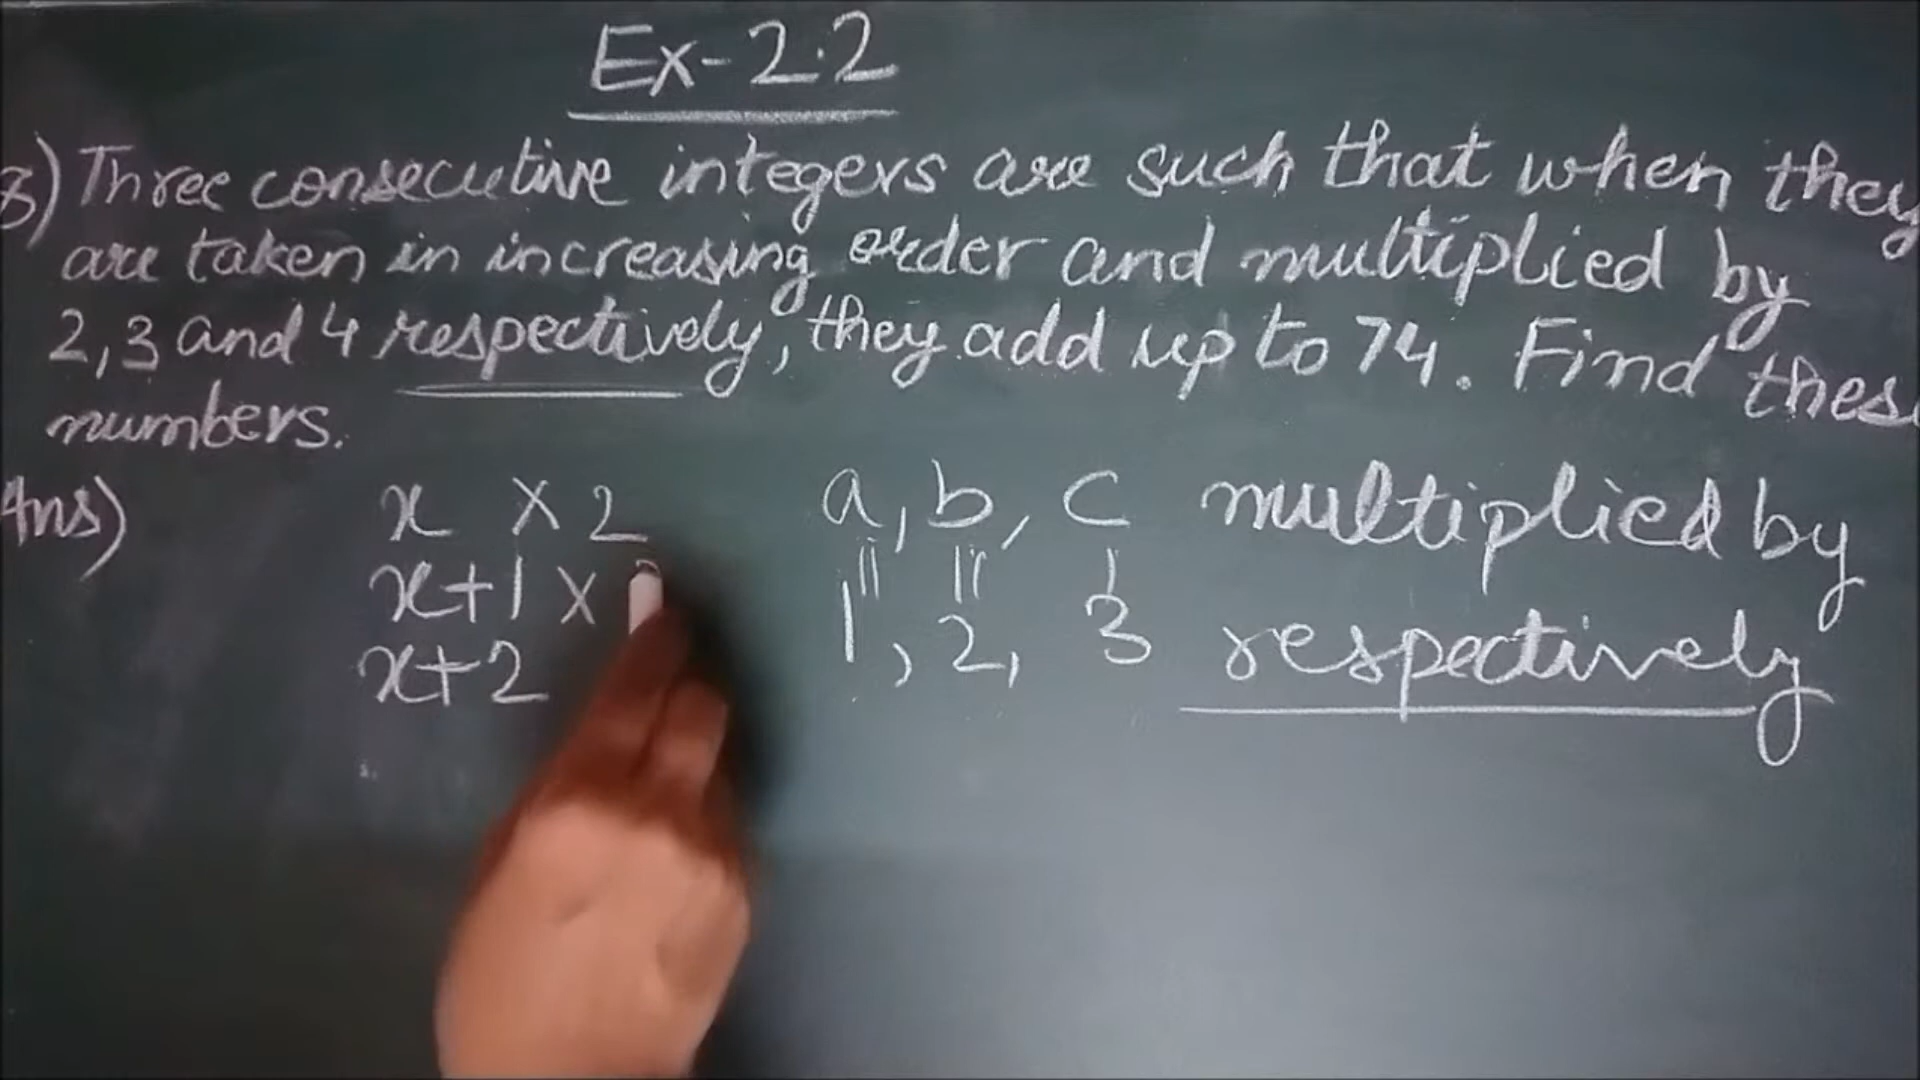 Ex-2.2
8) Three consecutive integers are such that when they
are taken in increasing order and multiplied by
2, 3 and 4 respectively, they add up to 74. Find
numbers.
Ans) x × 2 a, b, c multiplied by
x+1 × 1, 2, 3 respectively
x+2